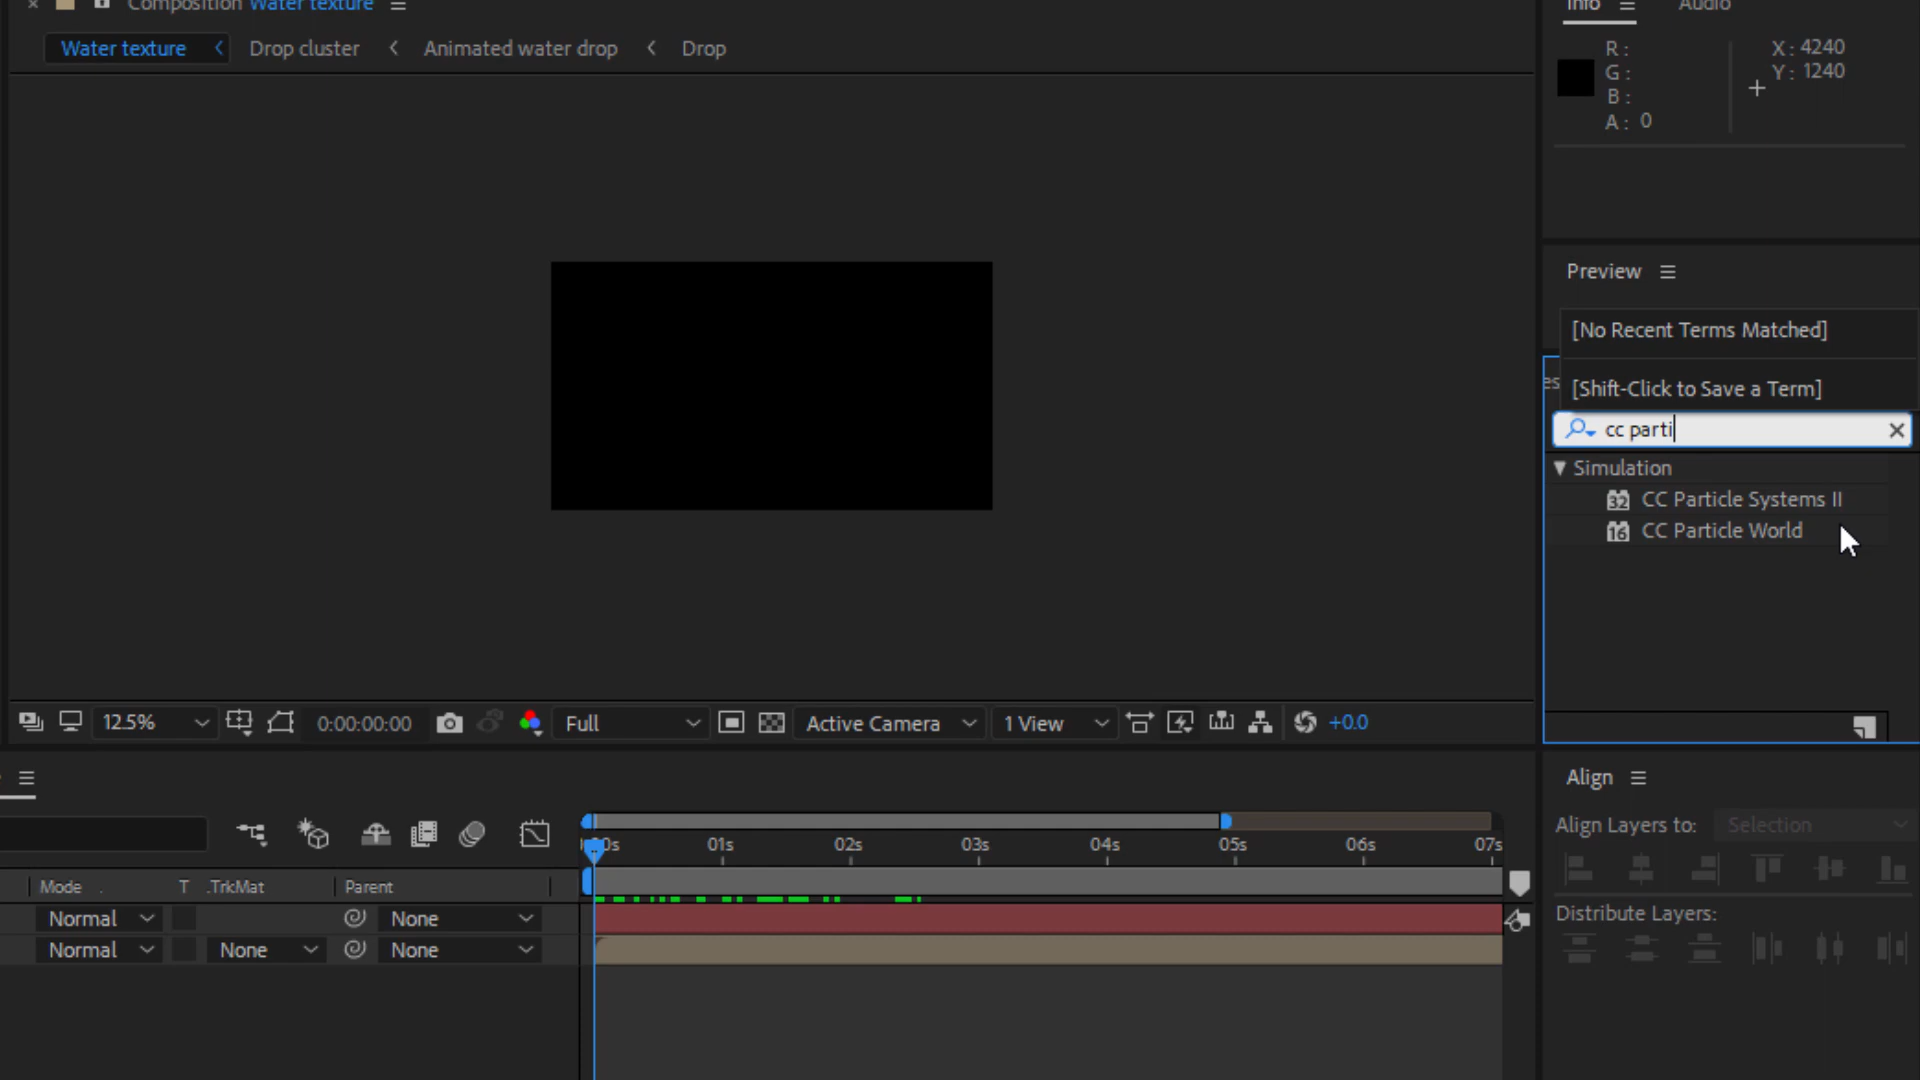 Composition Water texture
Info
Audio
Water texture
Drop cluster
Animated water drop
Drop
R :
G :
B :
A : 0
X : 4240
Y : 1240
Preview
[No Recent Terms Matched]
[Shift-Click to Save a Term]
cc parti
Simulation
32 CC Particle Systems II
16 CC Particle World
12.5%
0:00:00:00
Full
Active Camera
1 View
+0.0
Align
Align Layers to: Selection
Distribute Layers:
01s 02s 03s 04s 05s 06s 07s
Mode T .TrkMat Parent
Normal None
Normal None None